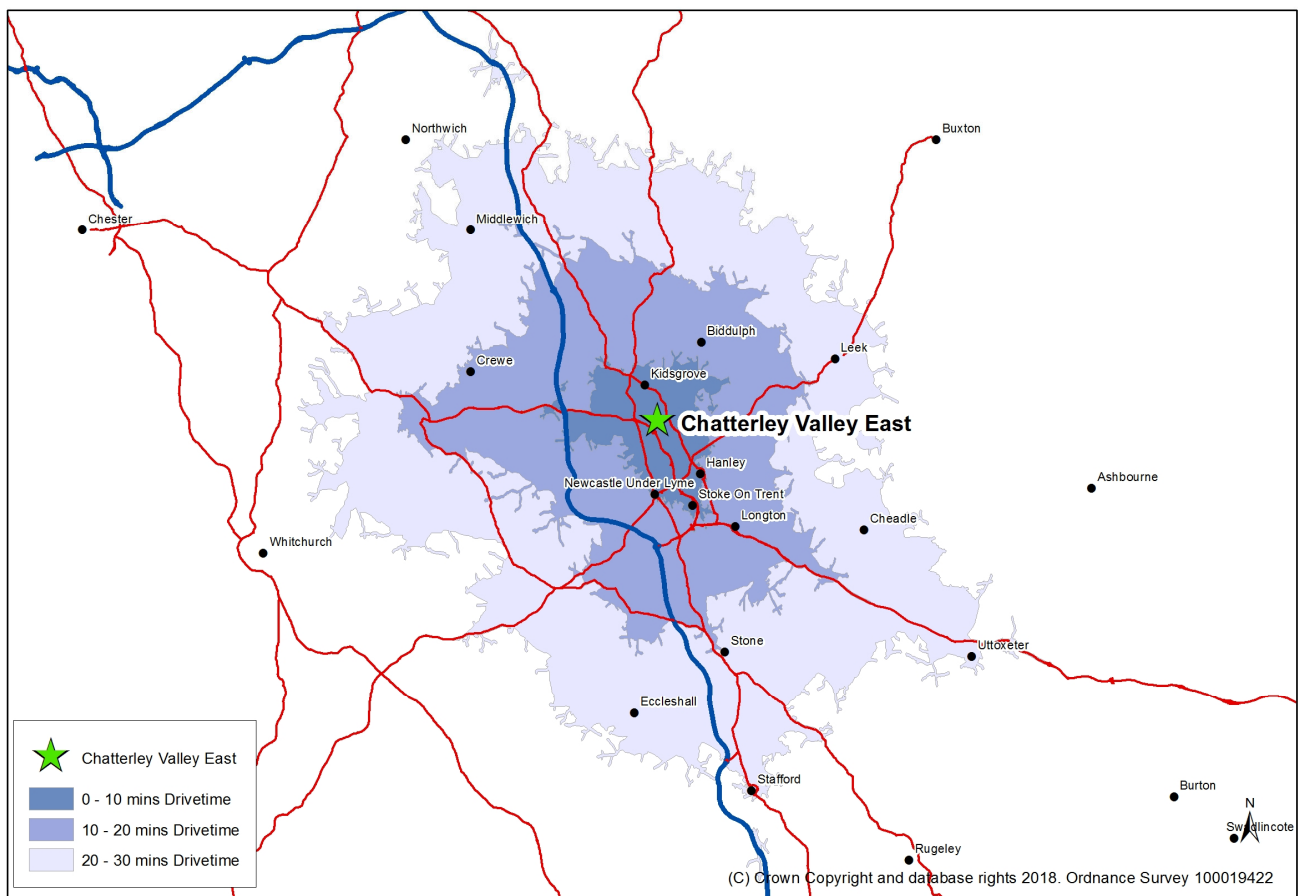 Northwich
Buxton
Chester
Middlewich
Biddulph
Leek
Crewe
Kidsgrove
Chatterley Valley East
Hanley
Ashbourne
Newcastle Under Lyme
Stoke On Trent
Longton
Cheadle
Whitchurch
Stone
Uttoxeter
Eccleshall
Stafford
Burton
N
Swadlincote
Rugeley
Chatterley Valley East
0 - 10 mins Drivetime
10 - 20 mins Drivetime
20 - 30 mins Drivetime
(C) Crown Copyright and database rights 2018. Ordnance Survey 100019422